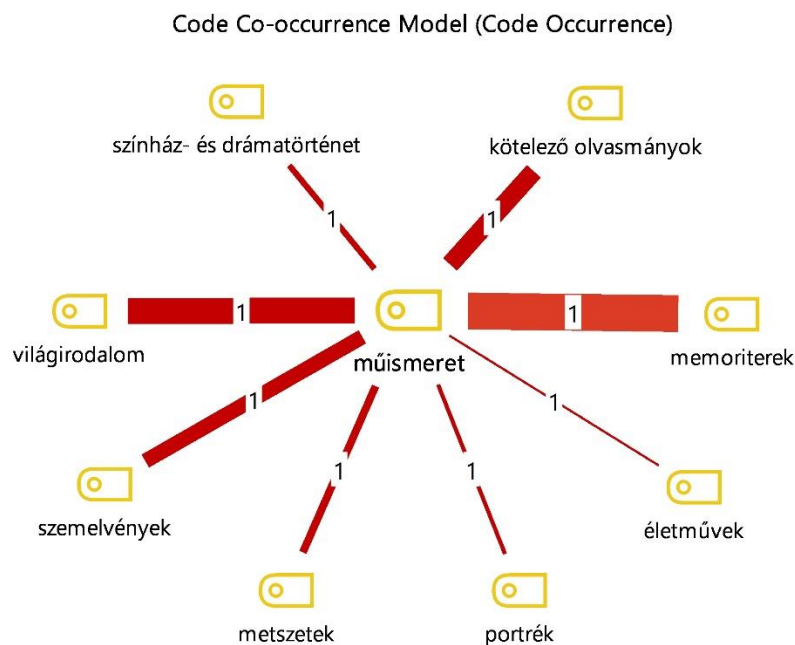 Code Co-occurrence Model (Code Occurrence)
színház- és drámatörténet
kötelező olvasmányok
1
1
világirodalom
1
műismeret
1
memoriterek
szemelvények
1
1
1
1
életművek
metszetek
portrék